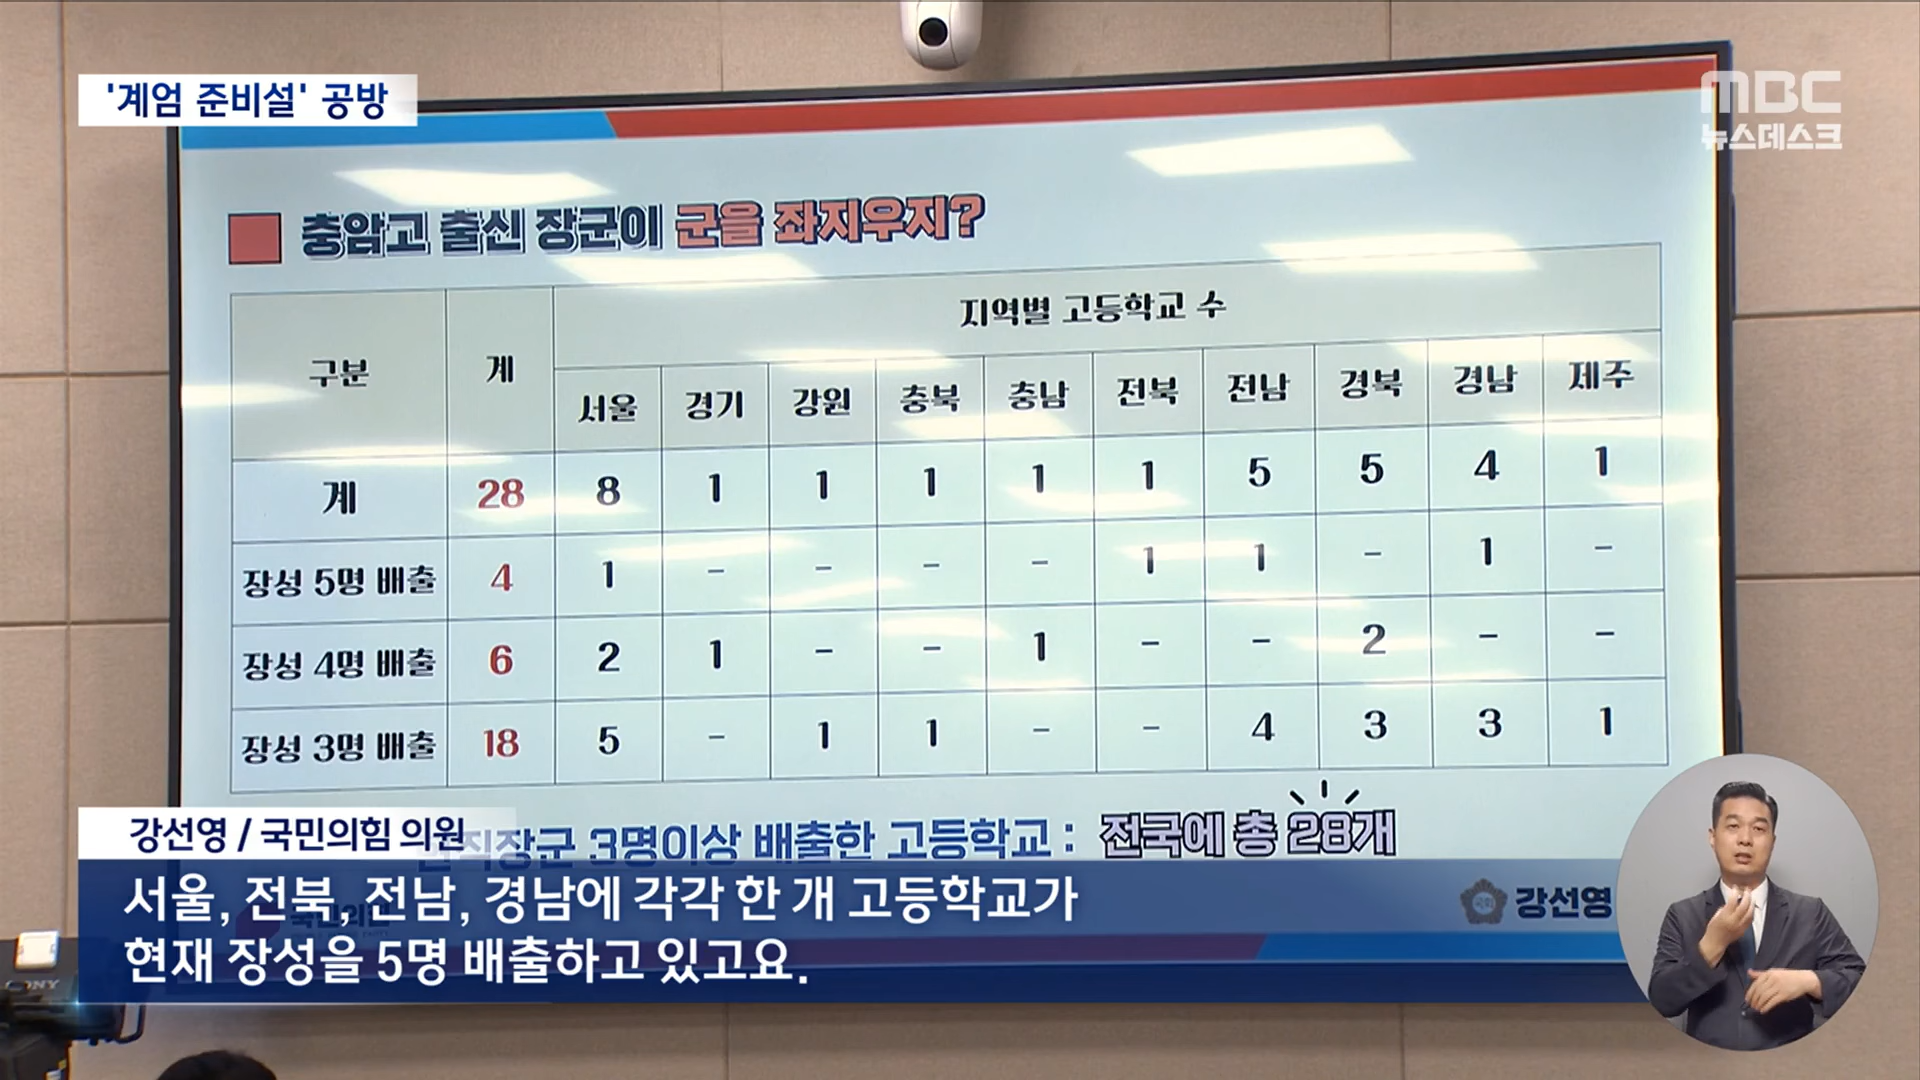 '계엄 준비설' 공방
MBC
뉴스데스크
충암고 출신 장군이 군을 좌지우지?
구분 계 지역별 고등학교 수
서울 경기 강원 충북 충남 전북 전남 경북 경남 제주
계 28 8 1 1 1 1 1 5 5 4 1
장성 5명 배출 4 1 - - - - 1 1 - 1 -
장성 4명 배출 6 2 1 - - 1 - - 2 - -
장성 3명 배출 18 5 - 1 1 - - 4 3 3 1
3명이상 배출한 고등학교 : 전국에 총 28개
강선영 / 국민의힘 의원
서울, 전북, 전남, 경남에 각각 한 개 고등학교가
현재 장성을 5명 배출하고 있고요.
국민의힘
국회
강선영
SONY